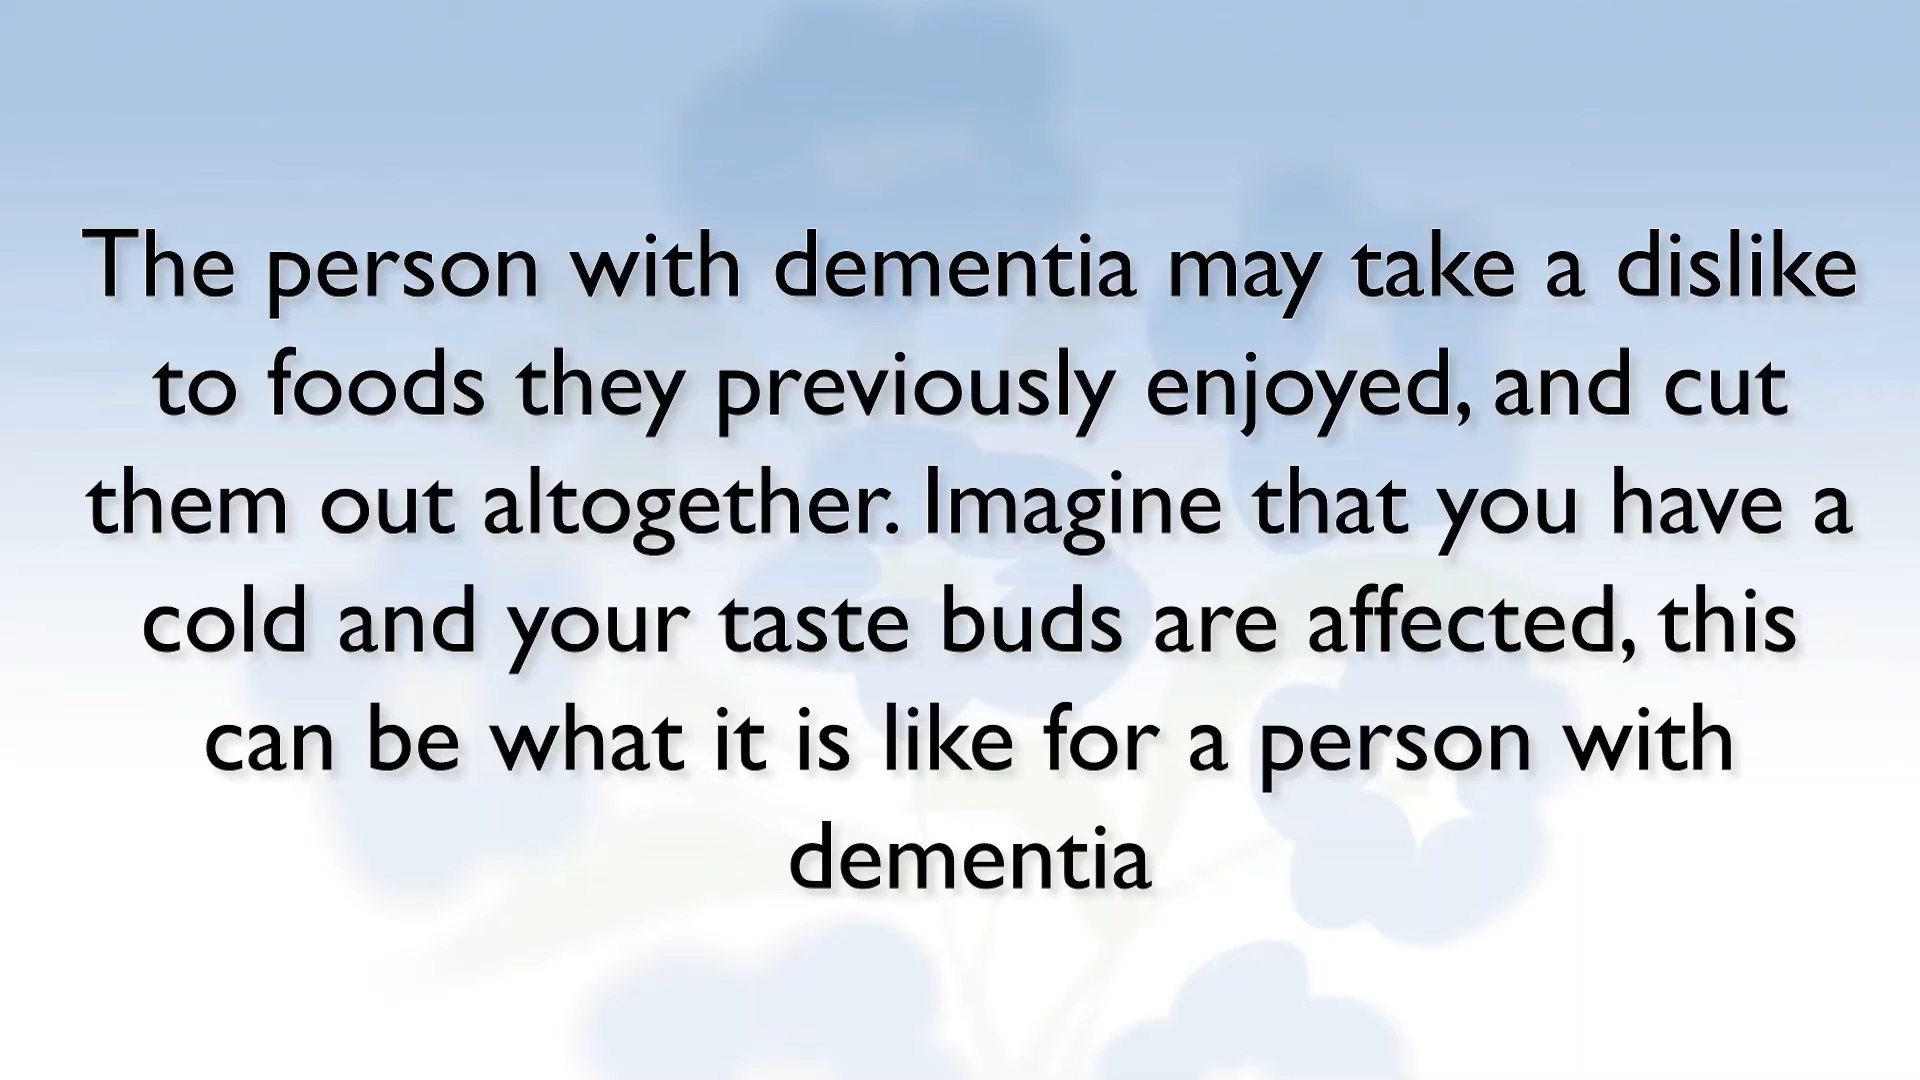 The person with dementia may take a dislike
to foods they previously enjoyed, and cut
them out altogether. Imagine that you have a
cold and your taste buds are affected, this
can be what it is like for a person with
dementia